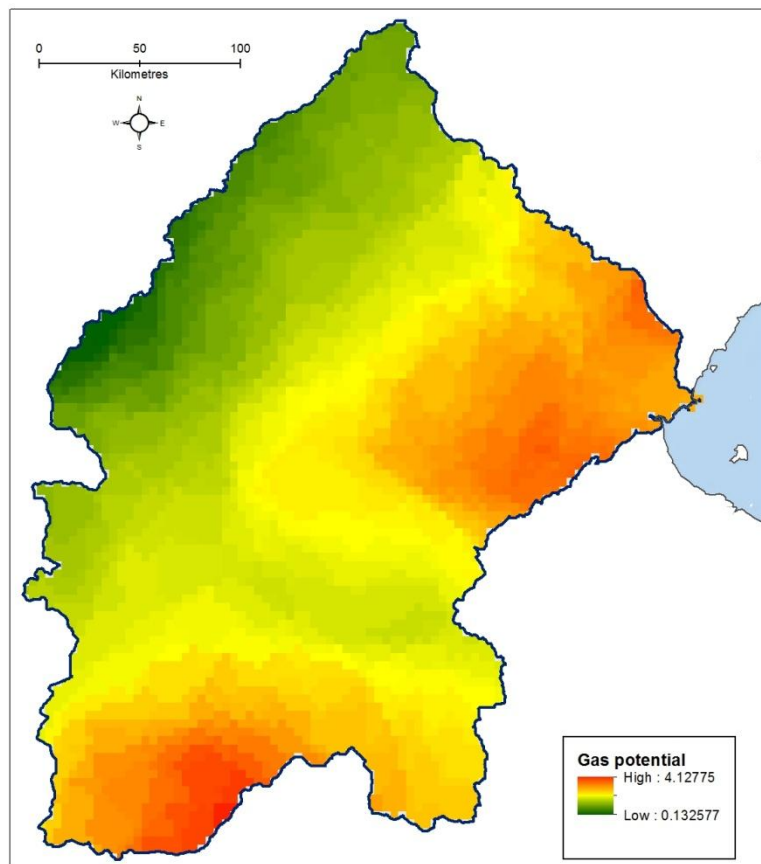 0 50 100
Kilometres
N
W E
S
Gas potential
High : 4.12775
Low : 0.132577